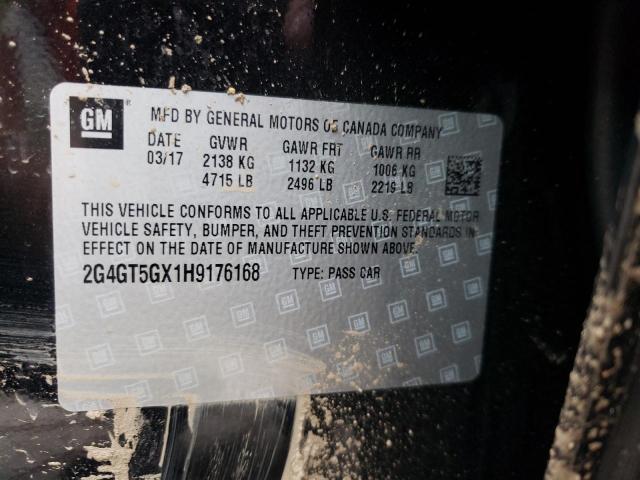 GM ®
MFD BY GENERAL MOTORS OF CANADA COMPANY
DATE GVWR GAWR FRT GAWR RR
03/17 2138 KG 1132 KG 1006 KG
4715 LB 2496 LB 2219 LB
THIS VEHICLE CONFORMS TO ALL APPLICABLE U.S. FEDERAL MOTOR
VEHICLE SAFETY, BUMPER, AND THEFT PREVENTION STANDARDS IN
EFFECT ON THE DATE OF MANUFACTURE SHOWN ABOVE.
2G4GT5GX1H9176168 TYPE: PASS CAR